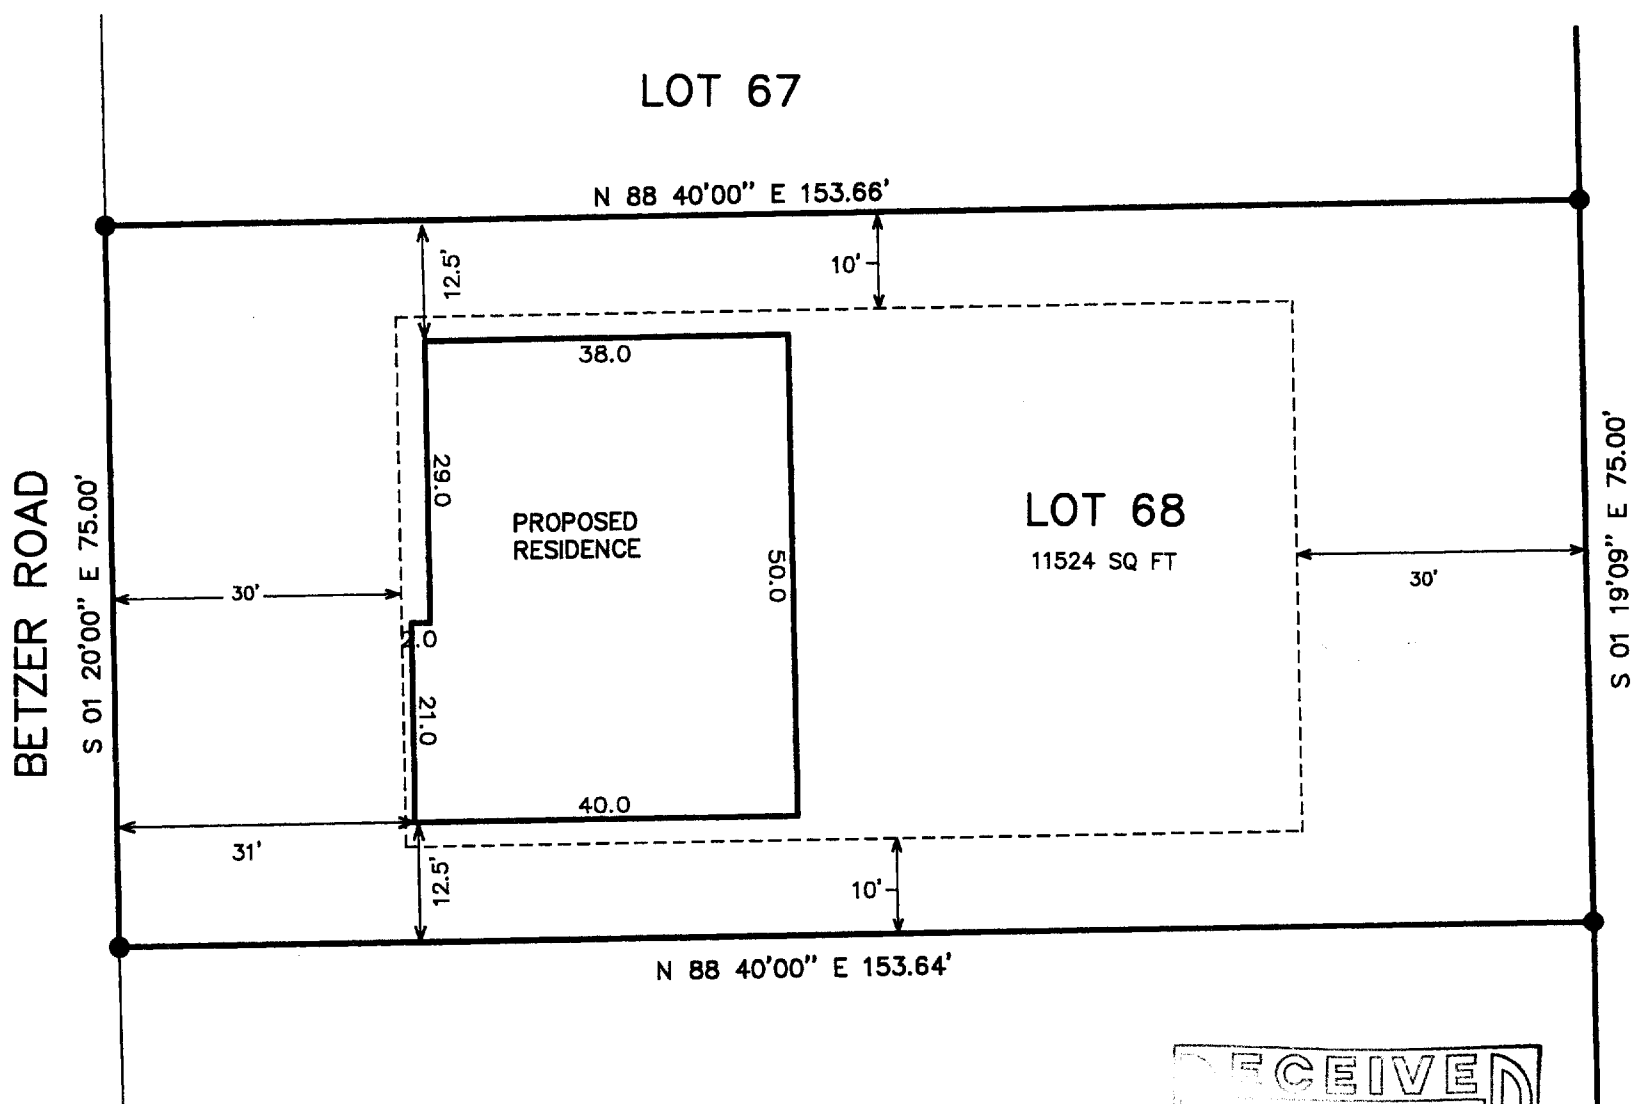 LOT 67
N 88 40'00" E 153.66'
12.5'
10'
38.0
29.0
PROPOSED
RESIDENCE
50.0
LOT 68
11524 SQ FT
30'
30'
BETZER ROAD
S 01 20'00" E 75.00'
S 01 19'09" E 75.00'
2.0
21.0
40.0
31'
12.5'
10'
N 88 40'00" E 153.64'
RECEIVED